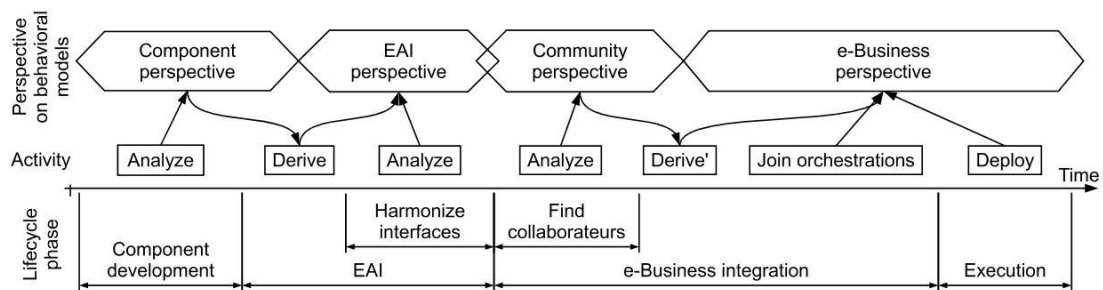 Perspective
on behavioral
models
Component
perspective
EAI
perspective
Community
perspective
e-Business
perspective
Activity
Analyze
Derive
Analyze
Analyze
Derive'
Join orchestrations
Deploy
Time
Lifecycle
phase
Harmonize
interfaces
Find
collaborateurs
Component
development
EAI
e-Business integration
Execution